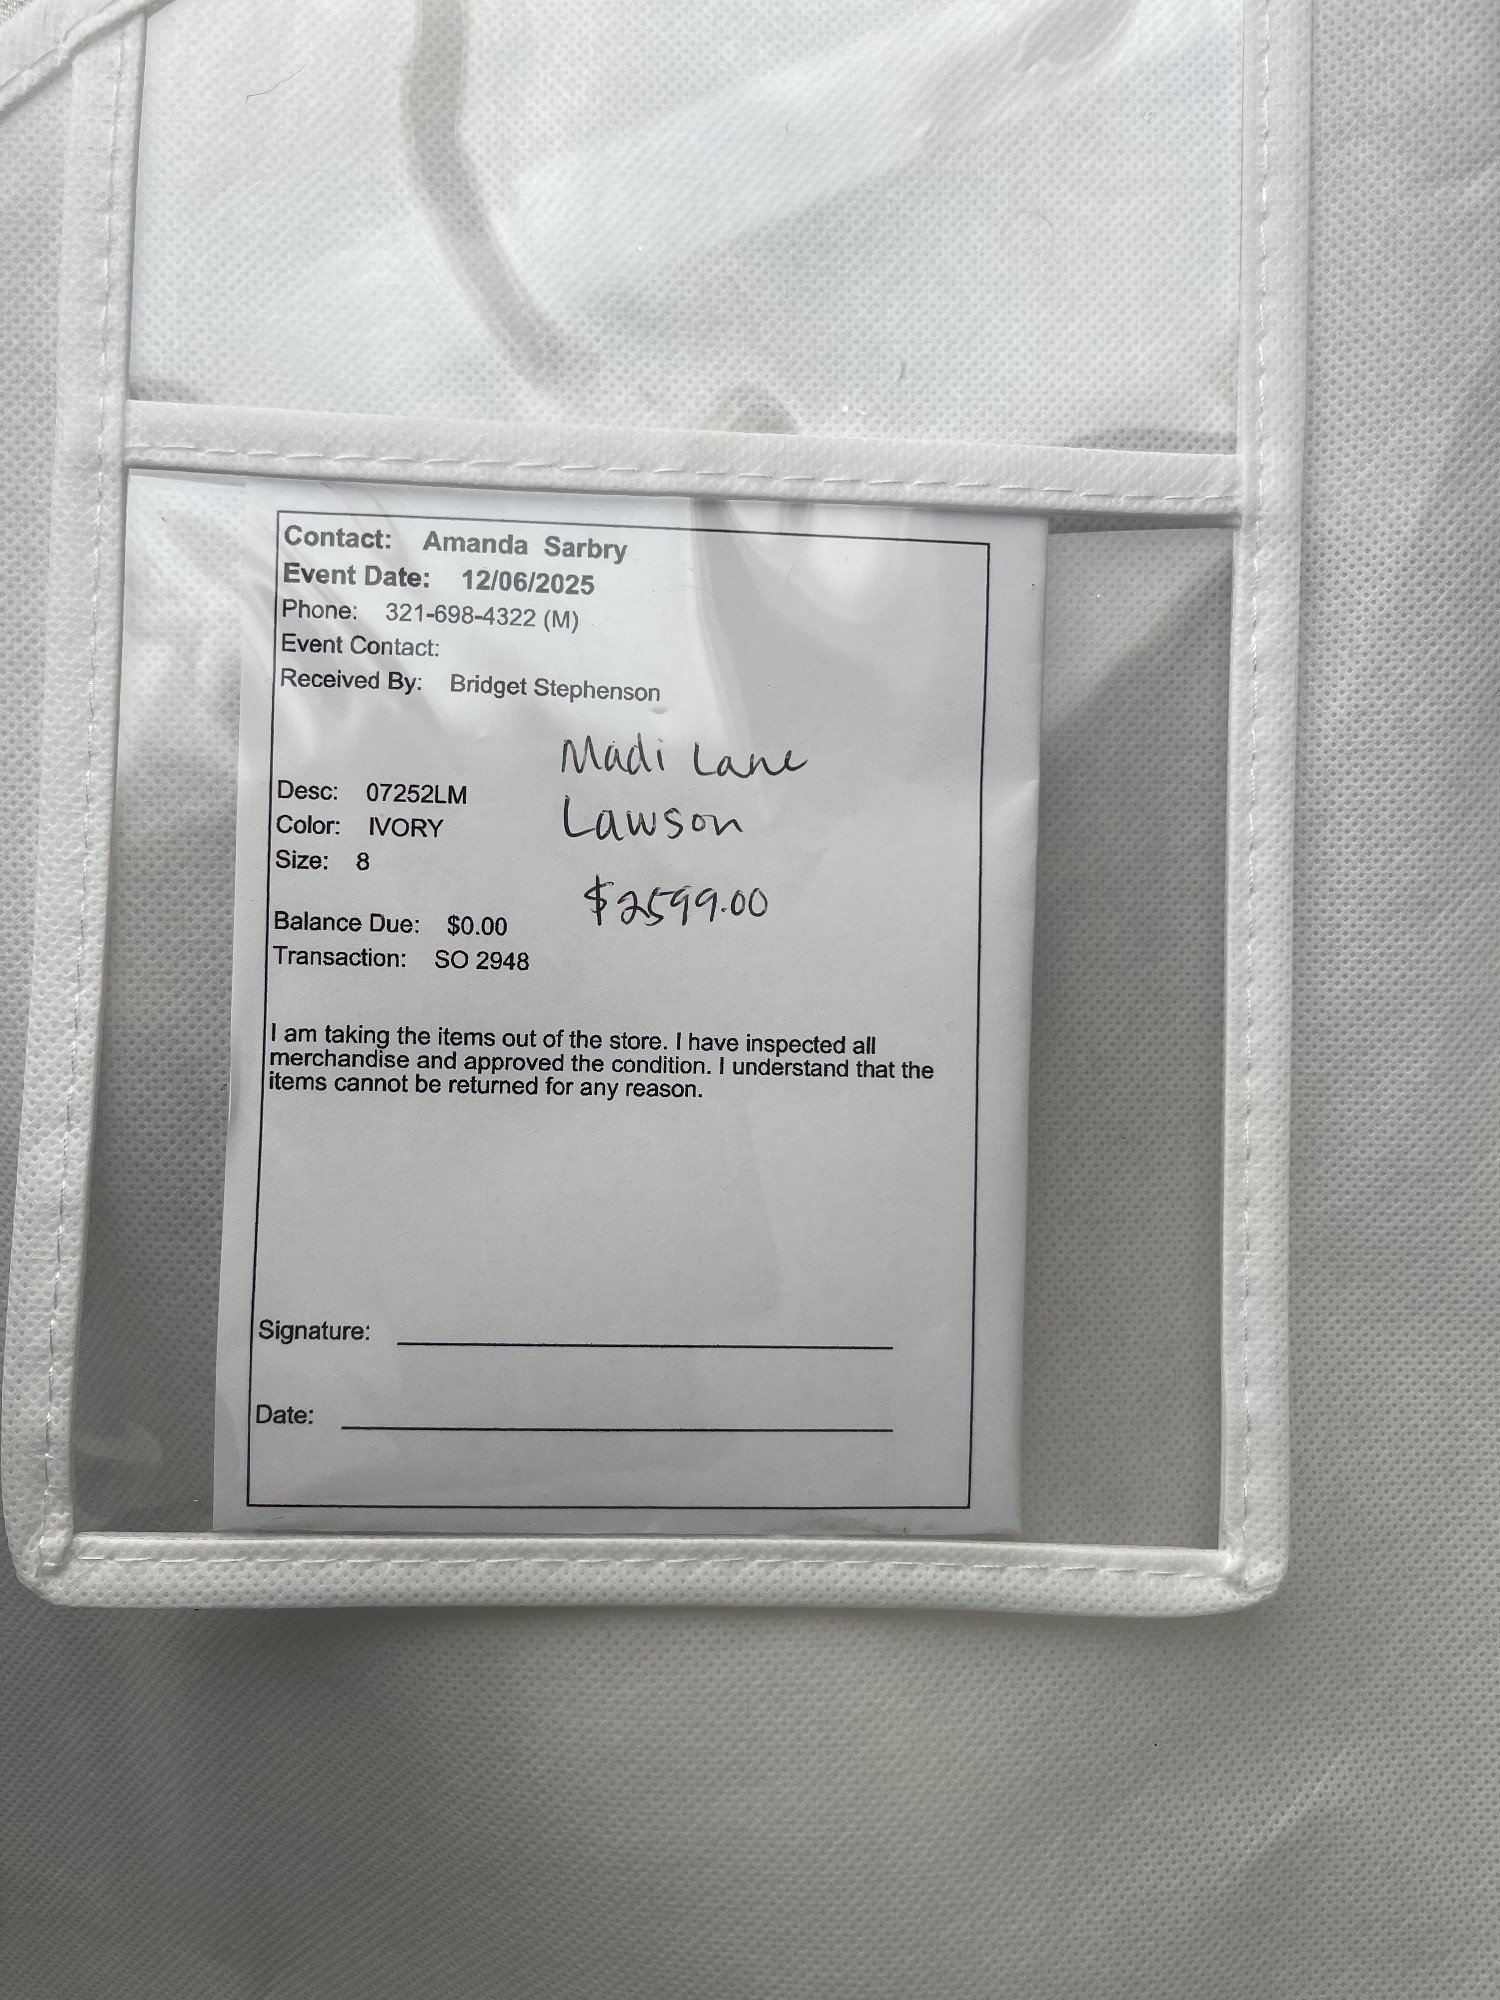 Contact: Amanda Sarbry
Event Date: 12/06/2025
Phone: 321-698-4322 (M)
Event Contact:
Received By: Bridget Stephenson
Madi Lane
Desc: 07252LM
Lawson
Color: IVORY
Size: 8
$2599.00
Balance Due: $0.00
Transaction: SO 2948
I am taking the items out of the store. I have inspected all
merchandise and approved the condition. I understand that the
items cannot be returned for any reason.
Signature:
Date: